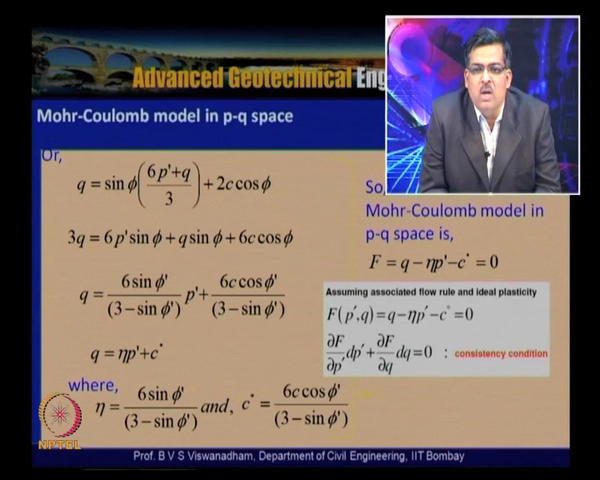 Advanced Geotechnical Eng
Mohr-Coulomb model in p-q space
Or,
q = sin ϕ ( (6p'+q) / 3 ) + 2c cos ϕ
3q = 6p' sin ϕ + q sin ϕ + 6c cos ϕ
q = 6 sin ϕ' / (3 − sin ϕ') p' + 6c cos ϕ' / (3 − sin ϕ')
q = ηp' + c*
where,
η = 6 sin ϕ' / (3 − sin ϕ') and, c* = 6c cos ϕ' / (3 − sin ϕ')
So,
Mohr-Coulomb model in
p-q space is,
F = q − ηp' − c* = 0
Assuming associated flow rule and ideal plasticity
F(p′,q) = q − ηp′ − c* = 0
∂F/∂p′ dp′ + ∂F/∂q dq = 0 : consistency condition
NPTEL
Prof. B V S Viswanadham, Department of Civil Engineering, IIT Bombay